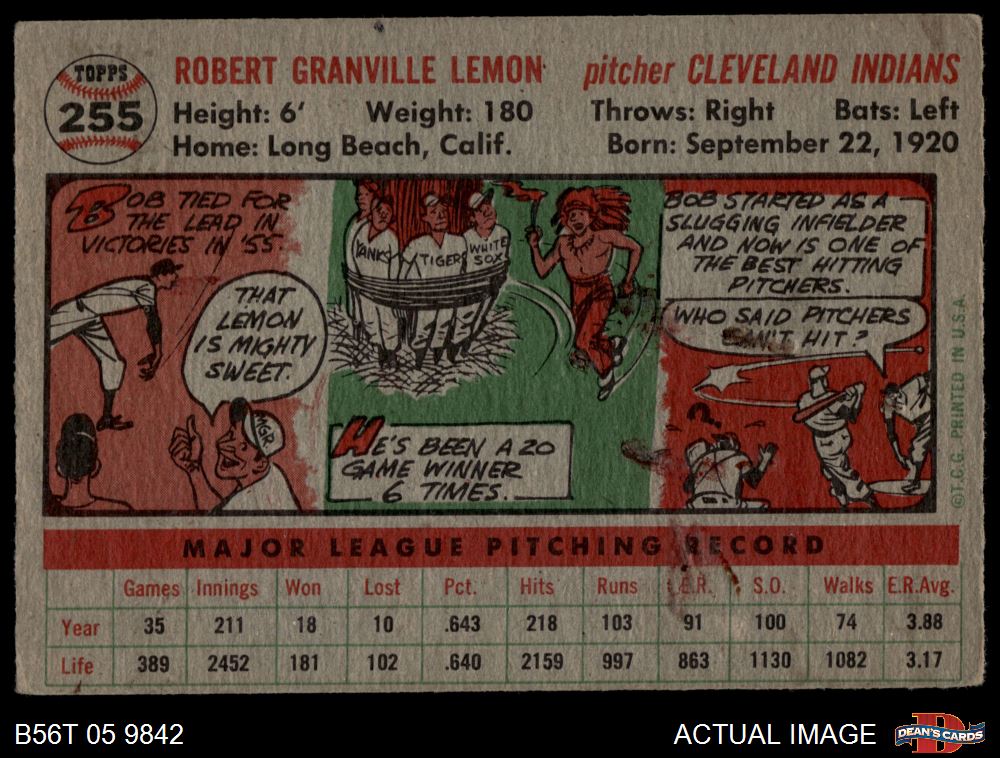 TOPPS
255
ROBERT GRANVILLE LEMON pitcher CLEVELAND INDIANS
Height: 6' Weight: 180 Throws: Right Bats: Left
Home: Long Beach, Calif. Born: September 22, 1920
BOB TIED FOR
THE LEAD IN
VICTORIES IN '55.
THAT
LEMON
IS MIGHTY
SWEET.
MGR.
YANKS
TIGERS
WHITE
SOX
HE'S BEEN A 20
GAME WINNER
6 TIMES.
BOB STARTED AS A
SLUGGING INFIELDER
AND NOW IS ONE OF
THE BEST HITTING
PITCHERS.
WHO SAID PITCHERS
CAN'T HIT?
?
©T.C.G. PRINTED IN U.S.A.
MAJOR LEAGUE PITCHING RECORD
Games Innings Won Lost Pct. Hits Runs E.R. S.O. Walks E.R.Avg.
Year 35 211 18 10 .643 218 103 91 100 74 3.88
Life 389 2452 181 102 .640 2159 997 863 1130 1082 3.17
B56T 05 9842 ACTUAL IMAGE
D
DEAN'S CARDS